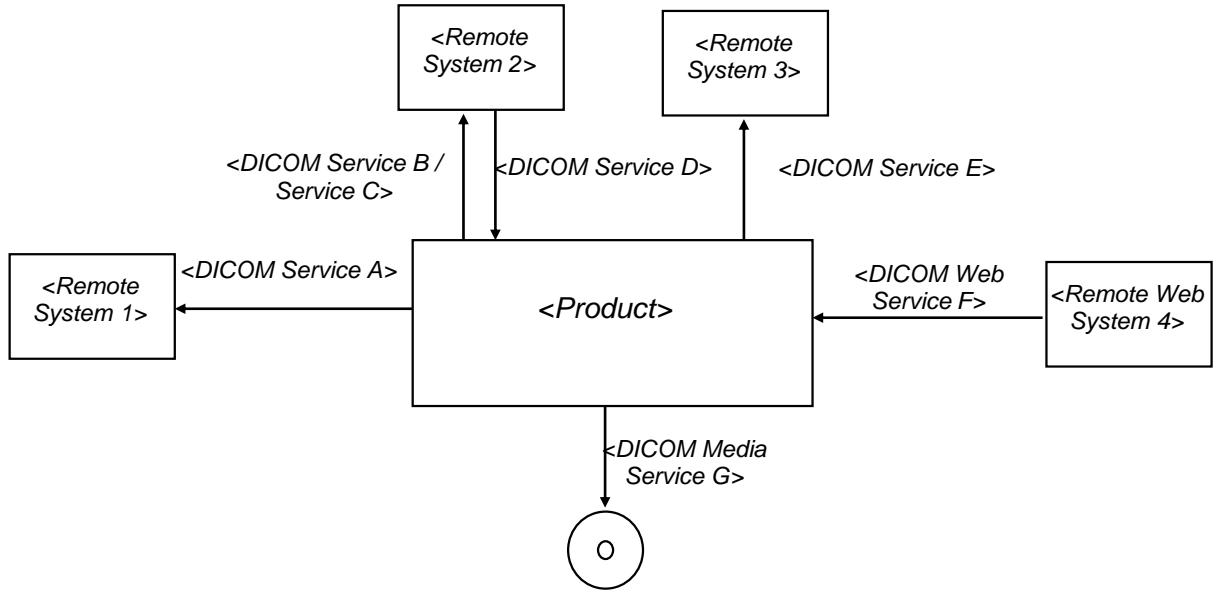 <Remote
System 2>
<Remote
System 3>
<DICOM Service B /
Service C>
<DICOM Service D>
<DICOM Service E>
<Remote
System 1>
<DICOM Service A>
<Product>
<DICOM Web
Service F>
<Remote Web
System 4>
<DICOM Media
Service G>